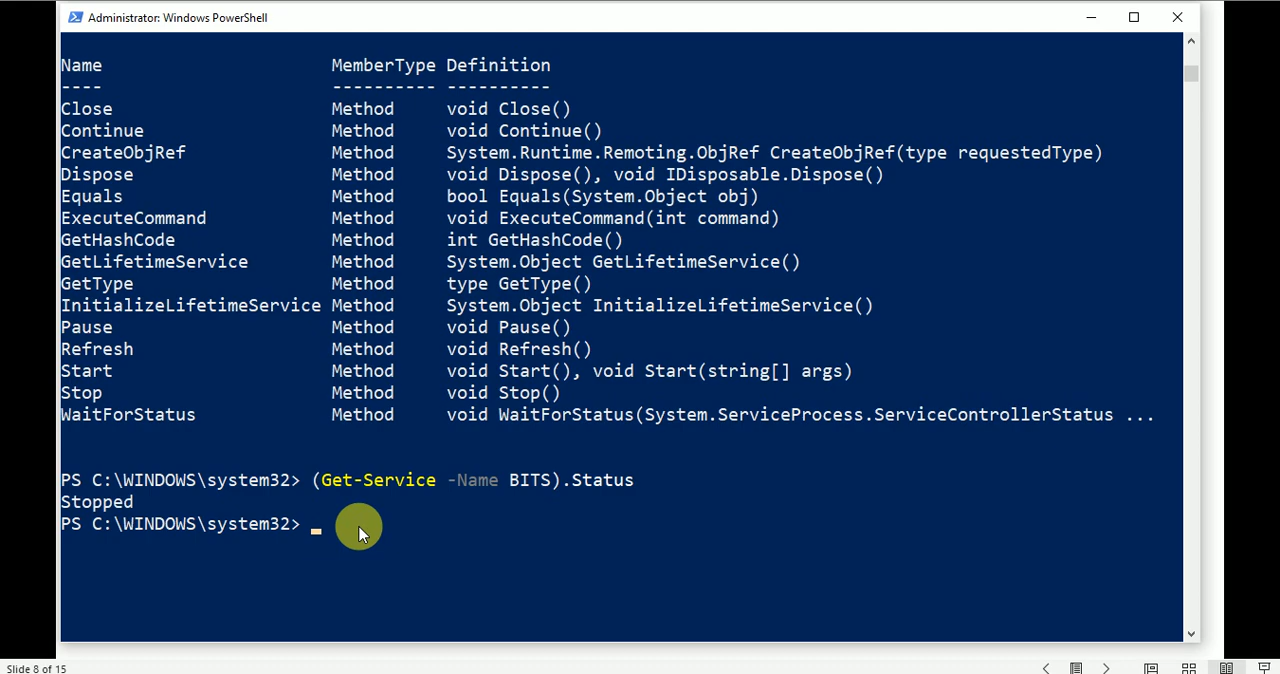 Administrator: Windows PowerShell
Name MemberType Definition
---- ---------- ----------
Close Method void Close()
Continue Method void Continue()
CreateObjRef Method System.Runtime.Remoting.ObjRef CreateObjRef(type requestedType)
Dispose Method void Dispose(), void IDisposable.Dispose()
Equals Method bool Equals(System.Object obj)
ExecuteCommand Method void ExecuteCommand(int command)
GetHashCode Method int GetHashCode()
GetLifetimeService Method System.Object GetLifetimeService()
GetType Method type GetType()
InitializeLifetimeService Method System.Object InitializeLifetimeService()
Pause Method void Pause()
Refresh Method void Refresh()
Start Method void Start(), void Start(string[] args)
Stop Method void Stop()
WaitForStatus Method void WaitForStatus(System.ServiceProcess.ServiceControllerStatus ...
PS C:\WINDOWS\system32> (Get-Service -Name BITS).Status
Stopped
PS C:\WINDOWS\system32>
Slide 8 of 15